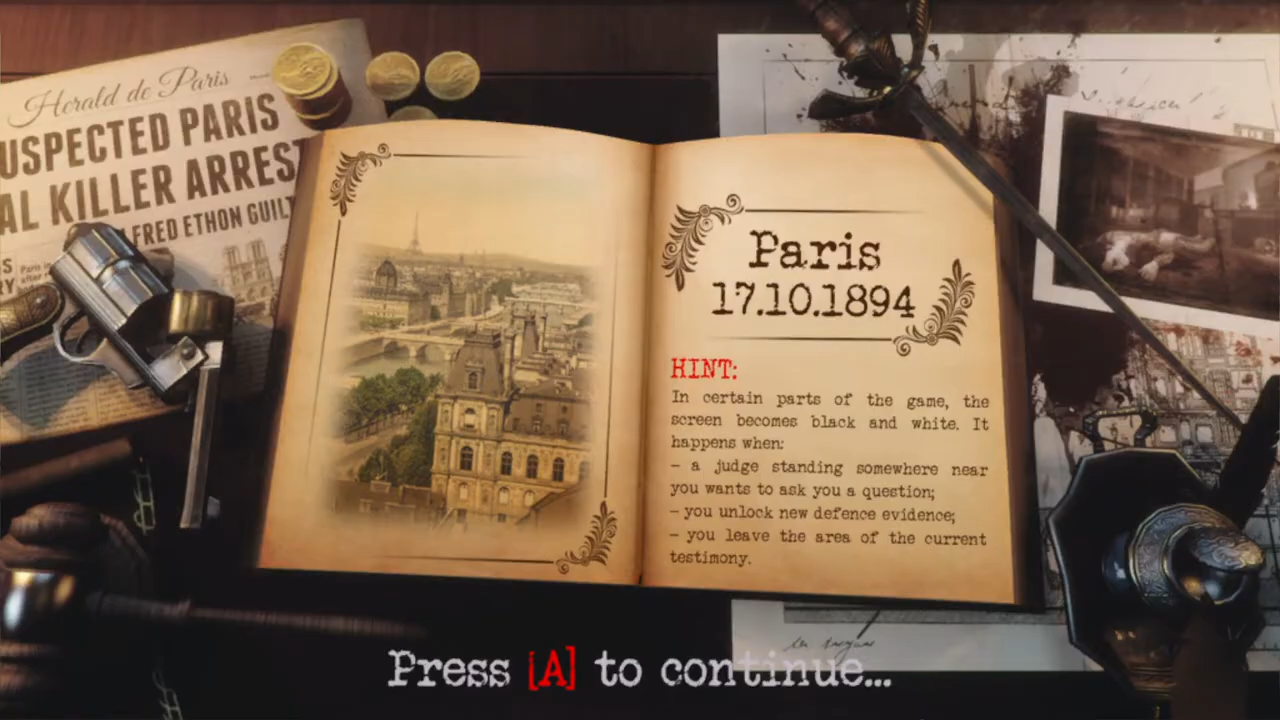 Herald de Paris
USPECTED PARIS
AL KILLER ARREST
LFRED ETHON GUILT
Paris
17.10.1894
HINT:
In certain parts of the game, the
screen becomes black and white. It
happens when:
- a judge standing somewhere near
you wants to ask you a question;
- you unlock new defence evidence;
- you leave the area of the current
testimony.
Press [A] to continue...